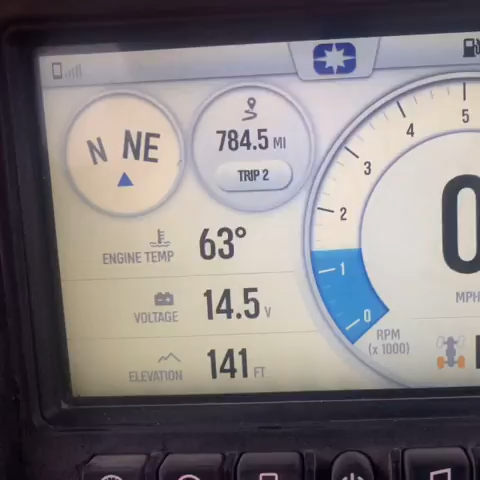 N NE
784.5 MI
TRIP 2
ENGINE TEMP 63°
VOLTAGE 14.5 V
ELEVATION 141 FT
5
4
3
2
1
0
RPM
(x 1000)
0
MPH